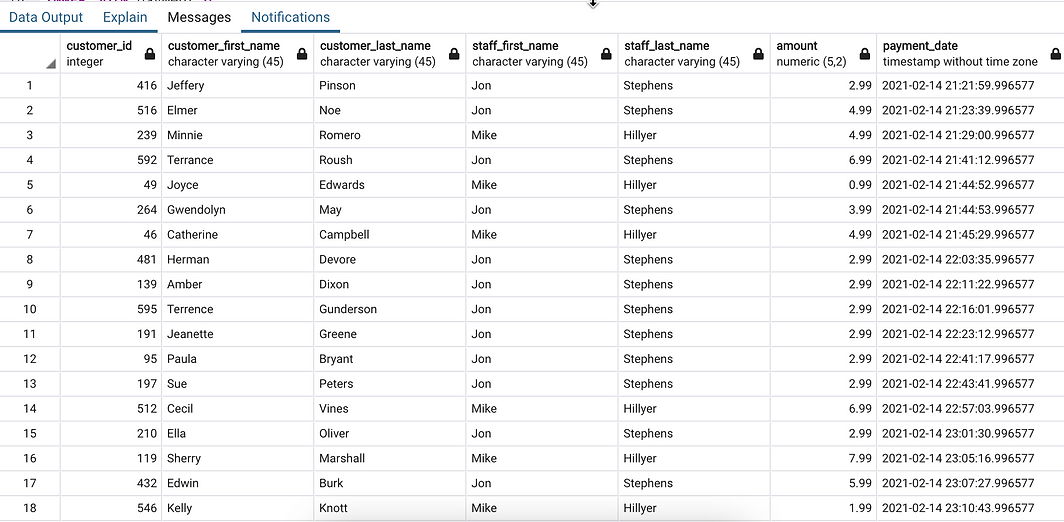 Data Output Explain Messages Notifications
customer_id customer_first_name customer_last_name staff_first_name staff_last_name amount payment_date
integer character varying (45) character varying (45) character varying (45) character varying (45) numeric (5,2) timestamp without time zone
1 416 Jeffery Pinson Jon Stephens 2.99 2021-02-14 21:21:59.996577
2 516 Elmer Noe Jon Stephens 4.99 2021-02-14 21:23:39.996577
3 239 Minnie Romero Mike Hillyer 4.99 2021-02-14 21:29:00.996577
4 592 Terrance Roush Jon Stephens 6.99 2021-02-14 21:41:12.996577
5 49 Joyce Edwards Mike Hillyer 0.99 2021-02-14 21:44:52.996577
6 264 Gwendolyn May Jon Stephens 3.99 2021-02-14 21:44:53.996577
7 46 Catherine Campbell Mike Hillyer 4.99 2021-02-14 21:45:29.996577
8 481 Herman Devore Jon Stephens 2.99 2021-02-14 22:03:35.996577
9 139 Amber Dixon Jon Stephens 2.99 2021-02-14 22:11:22.996577
10 595 Terrence Gunderson Jon Stephens 2.99 2021-02-14 22:16:01.996577
11 191 Jeanette Greene Jon Stephens 2.99 2021-02-14 22:23:12.996577
12 95 Paula Bryant Jon Stephens 2.99 2021-02-14 22:41:17.996577
13 197 Sue Peters Jon Stephens 2.99 2021-02-14 22:43:41.996577
14 512 Cecil Vines Mike Hillyer 6.99 2021-02-14 22:57:03.996577
15 210 Ella Oliver Jon Stephens 2.99 2021-02-14 23:01:30.996577
16 119 Sherry Marshall Mike Hillyer 7.99 2021-02-14 23:05:16.996577
17 432 Edwin Burk Jon Stephens 5.99 2021-02-14 23:07:27.996577
18 546 Kelly Knott Mike Hillyer 1.99 2021-02-14 23:10:43.996577